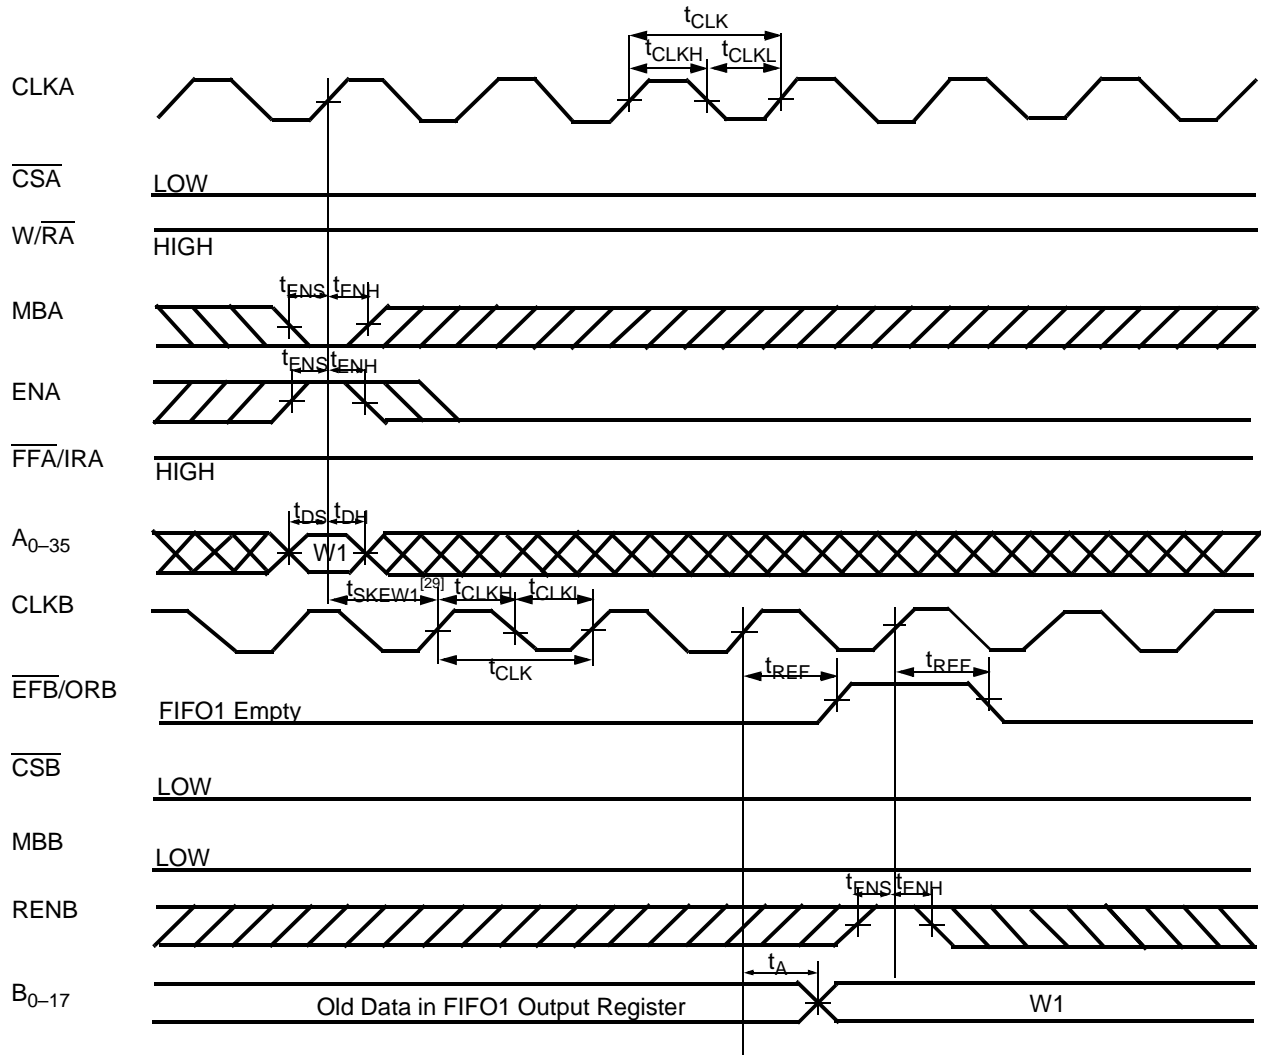 tCLK
tCLKH tCLKL
CLKA
CSA
LOW
W/RA
HIGH
tENS tENH
MBA
tENS tENH
ENA
FFA/IRA
HIGH
tDS tDH
A0–35
W1
tSKEW1[29] tCLKH tCLKL
CLKB
tCLK
tREF tREF
EFB/ORB
FIFO1 Empty
CSB
LOW
MBB
LOW
tENS tENH
RENB
tA
B0–17
Old Data in FIFO1 Output Register W1